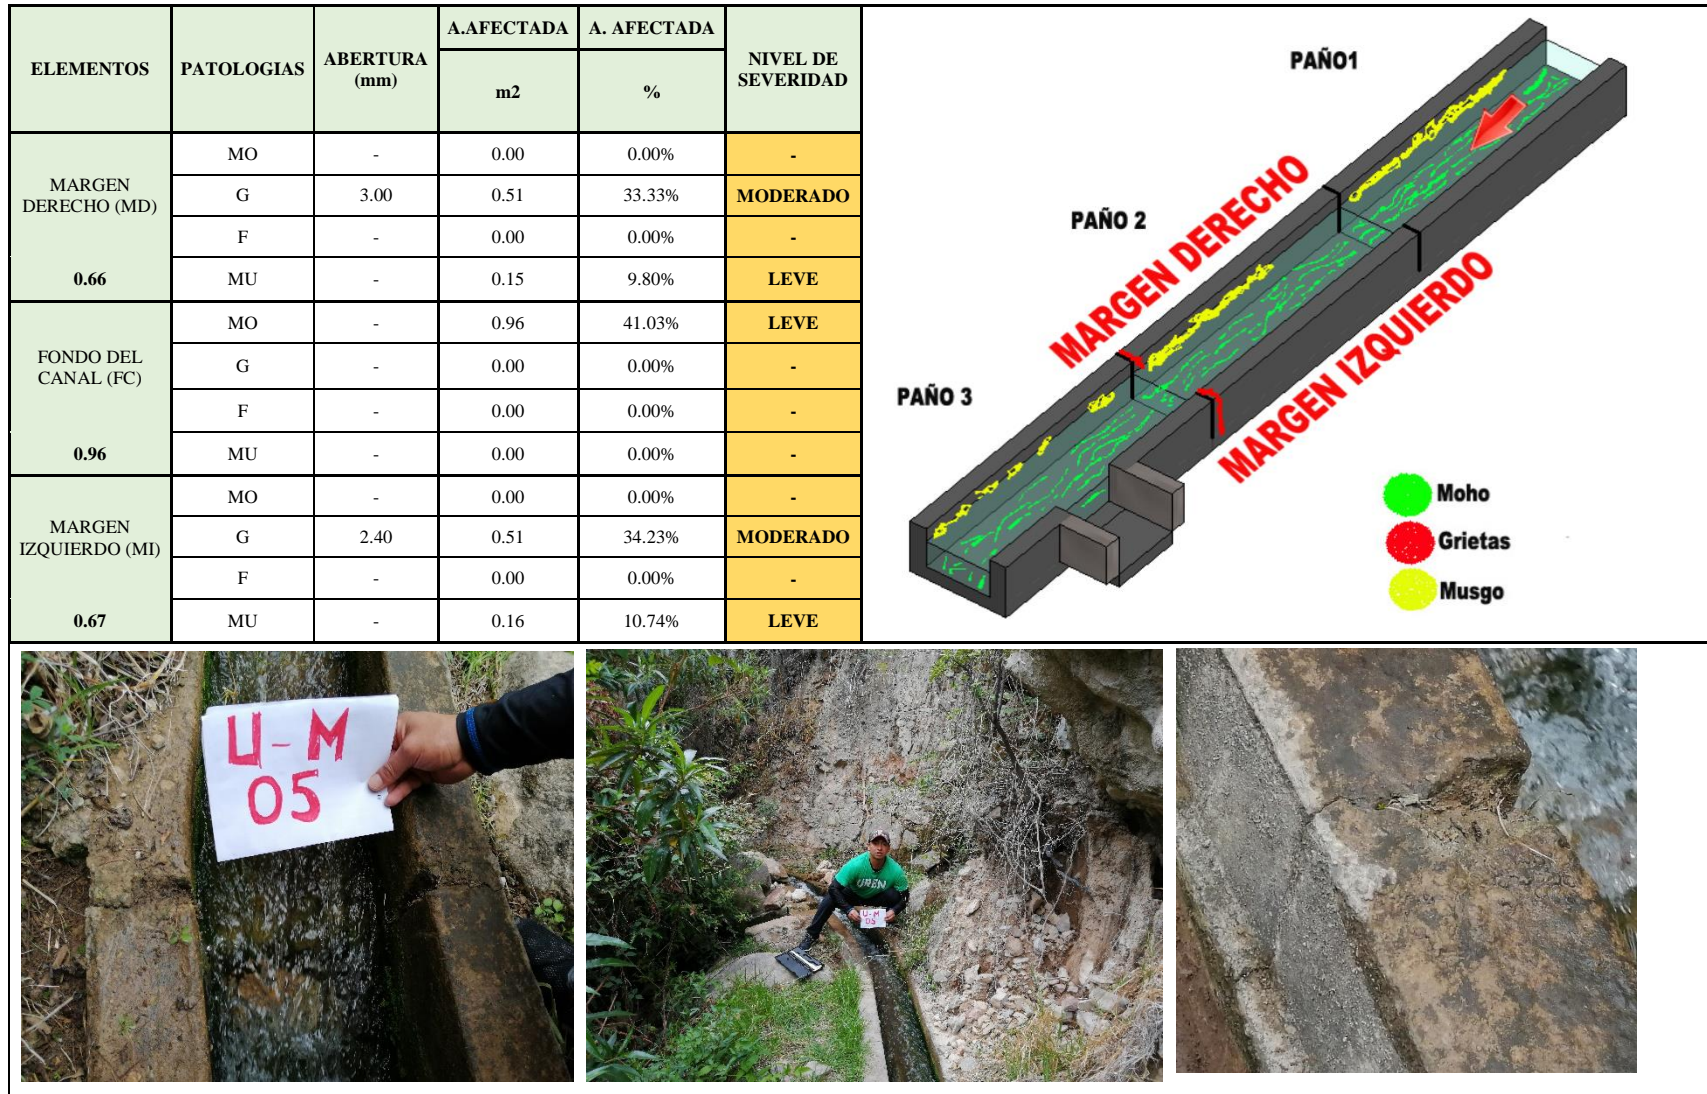 ELEMENTOS PATOLOGIAS ABERTURA (mm) A.AFECTADA A. AFECTADA NIVEL DE SEVERIDAD
m2 %
MARGEN DERECHO (MD)
0.66
MO - 0.00 0.00% -
G 3.00 0.51 33.33% MODERADO
F - 0.00 0.00% -
MU - 0.15 9.80% LEVE
FONDO DEL CANAL (FC)
0.96
MO - 0.96 41.03% LEVE
G - 0.00 0.00% -
F - 0.00 0.00% -
MU - 0.00 0.00% -
MARGEN IZQUIERDO (MI)
0.67
MO - 0.00 0.00% -
G 2.40 0.51 34.23% MODERADO
F - 0.00 0.00% -
MU - 0.16 10.74% LEVE
PAÑO1
PAÑO 2
PAÑO 3
MARGEN DERECHO
MARGEN IZQUIERDO
Moho
Grietas
Musgo
U-M
05
UREN
U-M
05